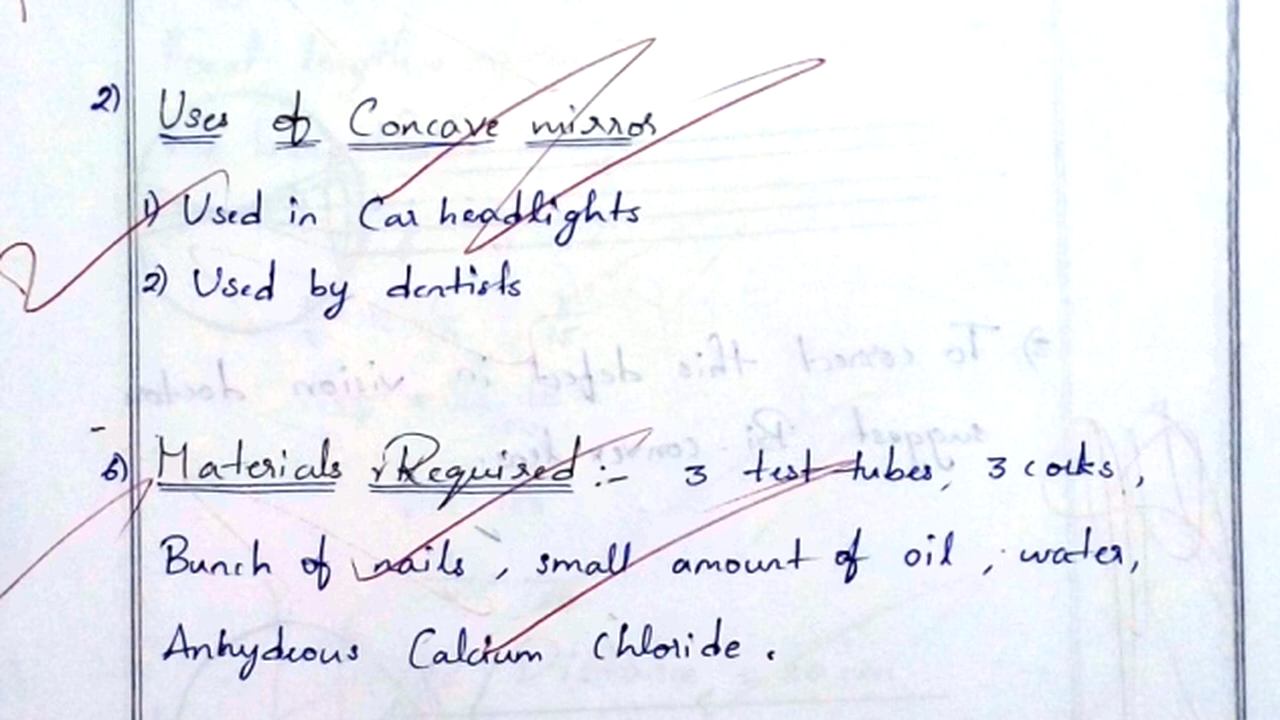 2) Uses of Concave mirror
1) Used in Car headlights
2) Used by dentists
6) Materials Required :- 3 test tubes, 3 corks,
Bunch of nails, small amount of oil, water,
Anhydrous Calcium Chloride.